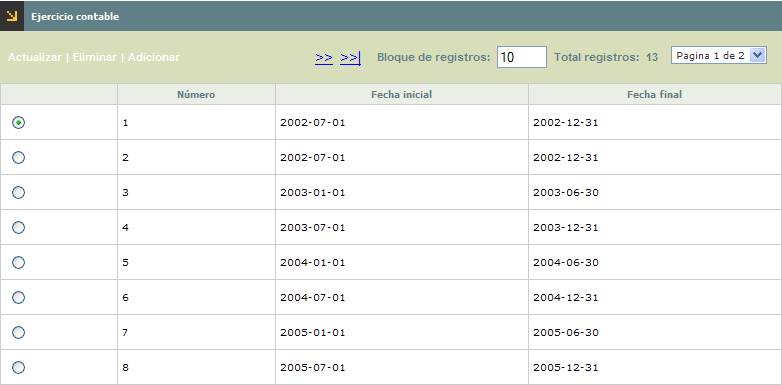 Ejercicio contable
Actualizar | Eliminar | Adicionar >> >>| Bloque de registros: 10 Total registros: 13 Pagina 1 de 2
Número Fecha inicial Fecha final
1 2002-07-01 2002-12-31
2 2002-07-01 2002-12-31
3 2003-01-01 2003-06-30
4 2003-07-01 2003-12-31
5 2004-01-01 2004-06-30
6 2004-07-01 2004-12-31
7 2005-01-01 2005-06-30
8 2005-07-01 2005-12-31